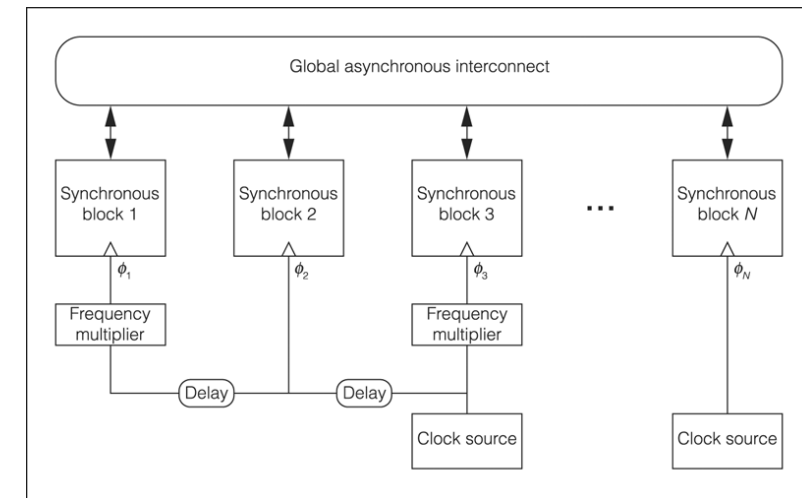 Global asynchronous interconnect
Synchronous
block 1
Synchronous
block 2
Synchronous
block 3
...
Synchronous
block N
ϕ1
ϕ2
ϕ3
ϕN
Frequency
multiplier
Frequency
multiplier
Delay
Delay
Clock source
Clock source